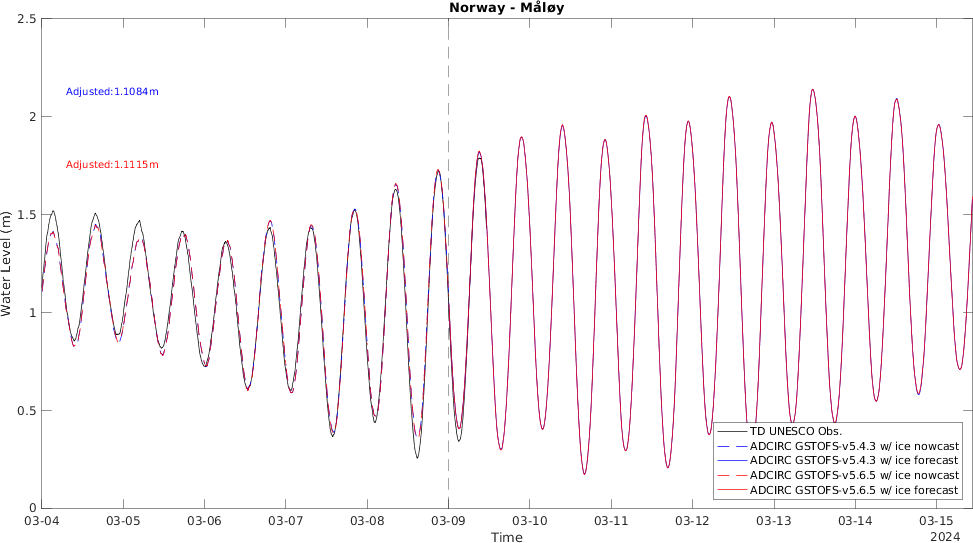 Norway - Måløy
Water Level (m)
2.5
2
1.5
1
0.5
0
Adjusted:1.1084m
Adjusted:1.1115m
TD UNESCO Obs.
ADCIRC GSTOFS-v5.4.3 w/ ice nowcast
ADCIRC GSTOFS-v5.4.3 w/ ice forecast
ADCIRC GSTOFS-v5.6.5 w/ ice nowcast
ADCIRC GSTOFS-v5.6.5 w/ ice forecast
03-04 03-05 03-06 03-07 03-08 03-09 03-10 03-11 03-12 03-13 03-14 03-15
Time
2024